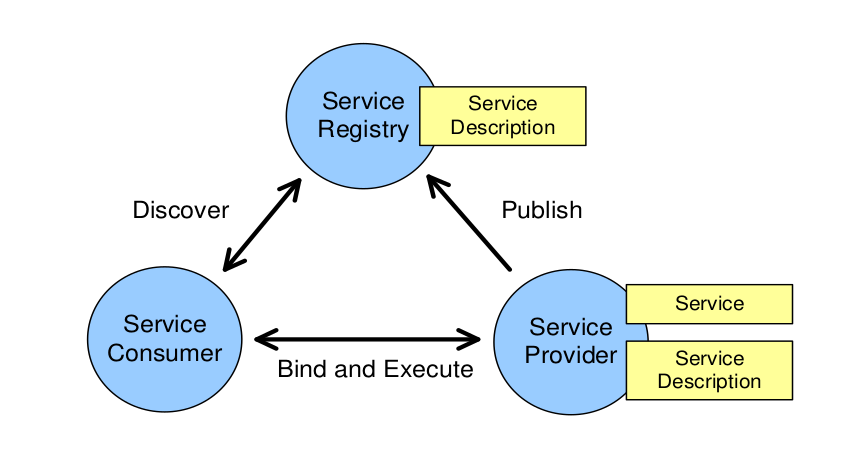 Service
Registry
Service
Description
Discover
Publish
Service
Consumer
Bind and Execute
Service
Provider
Service
Service
Description